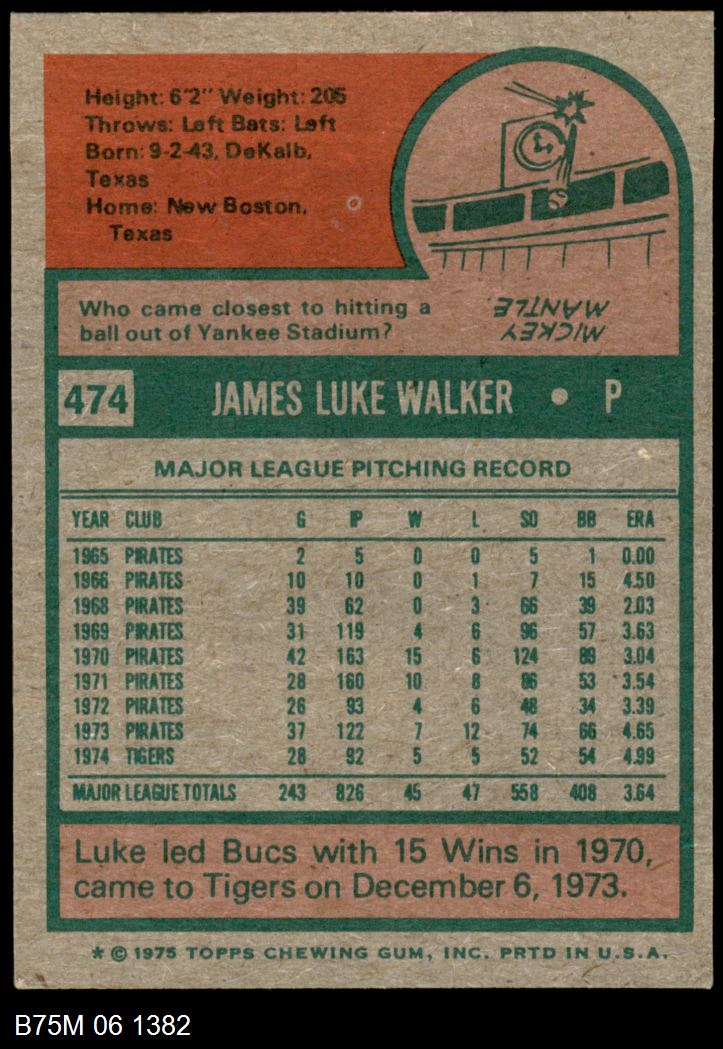 Height: 6'2" Weight: 205
Throws: Left Bats: Left
Born: 9-2-43, DeKalb,
Texas
Home: New Boston,
Texas
Who came closest to hitting a
ball out of Yankee Stadium?
MICKEY
MANTLE.
474 JAMES LUKE WALKER • P
MAJOR LEAGUE PITCHING RECORD
YEAR CLUB G IP W L SO BB ERA
1965 PIRATES 2 5 0 0 5 1 0.00
1966 PIRATES 10 10 0 1 7 15 4.50
1968 PIRATES 39 62 0 3 66 39 2.03
1969 PIRATES 31 119 4 6 96 57 3.63
1970 PIRATES 42 163 15 6 124 89 3.04
1971 PIRATES 28 160 10 8 86 53 3.54
1972 PIRATES 26 93 4 6 48 34 3.39
1973 PIRATES 37 122 7 12 74 66 4.65
1974 TIGERS 28 92 5 5 52 54 4.99
MAJOR LEAGUE TOTALS 243 826 45 47 558 408 3.64
Luke led Bucs with 15 Wins in 1970,
came to Tigers on December 6, 1973.
* © 1975 TOPPS CHEWING GUM, INC. PRTD IN U.S.A.
B75M 06 1382